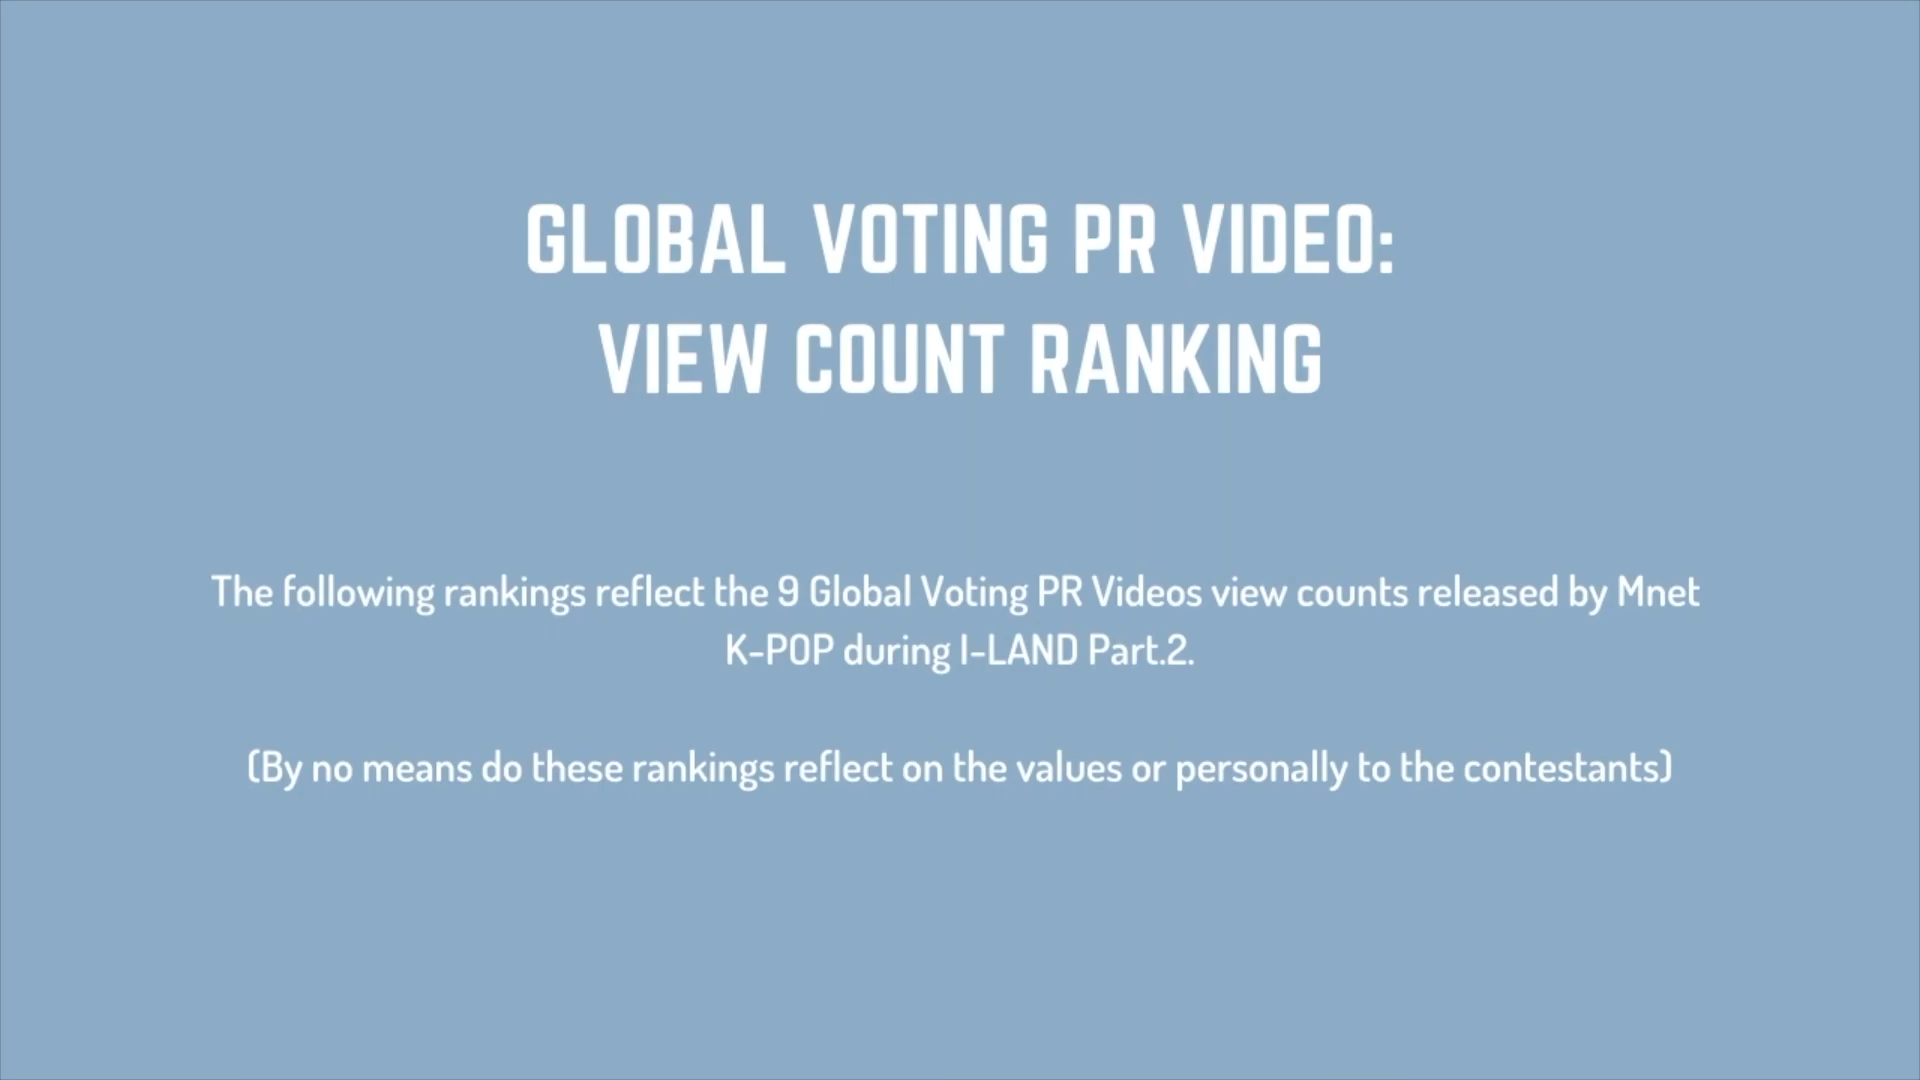 GLOBAL VOTING PR VIDEO:
VIEW COUNT RANKING
The following rankings reflect the 9 Global Voting PR Videos view counts released by Mnet
K-POP during I-LAND Part.2.
(By no means do these rankings reflect on the values or personally to the contestants)